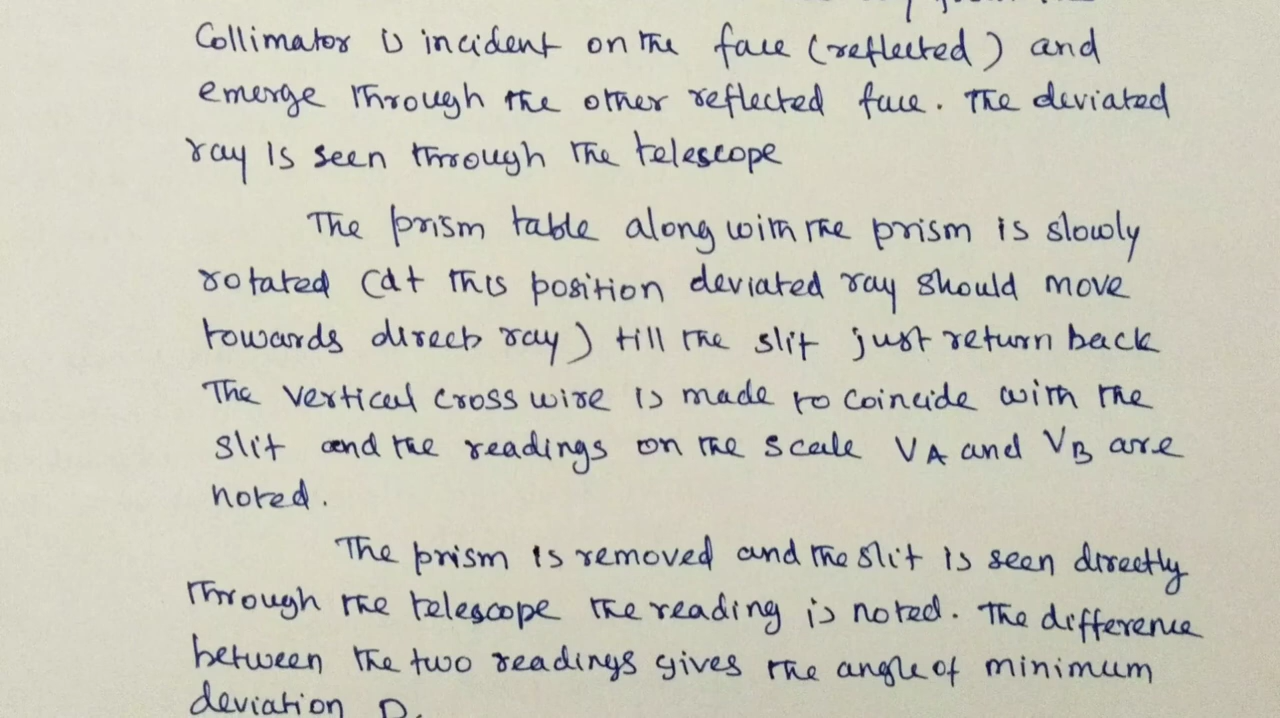 Collimator is incident on the face (reflected) and
emerge through the other reflected face. The deviated
ray is seen through the telescope
The prism table along with the prism is slowly
rotated (at this position deviated ray should move
towards direct ray) till the slit just return back
The vertical cross wire is made to coincide with the
slit and the readings on the scale VA and VB are
noted.
The prism is removed and the slit is seen directly
through the telescope the reading is noted. The difference
between the two readings gives the angle of minimum
deviation D.